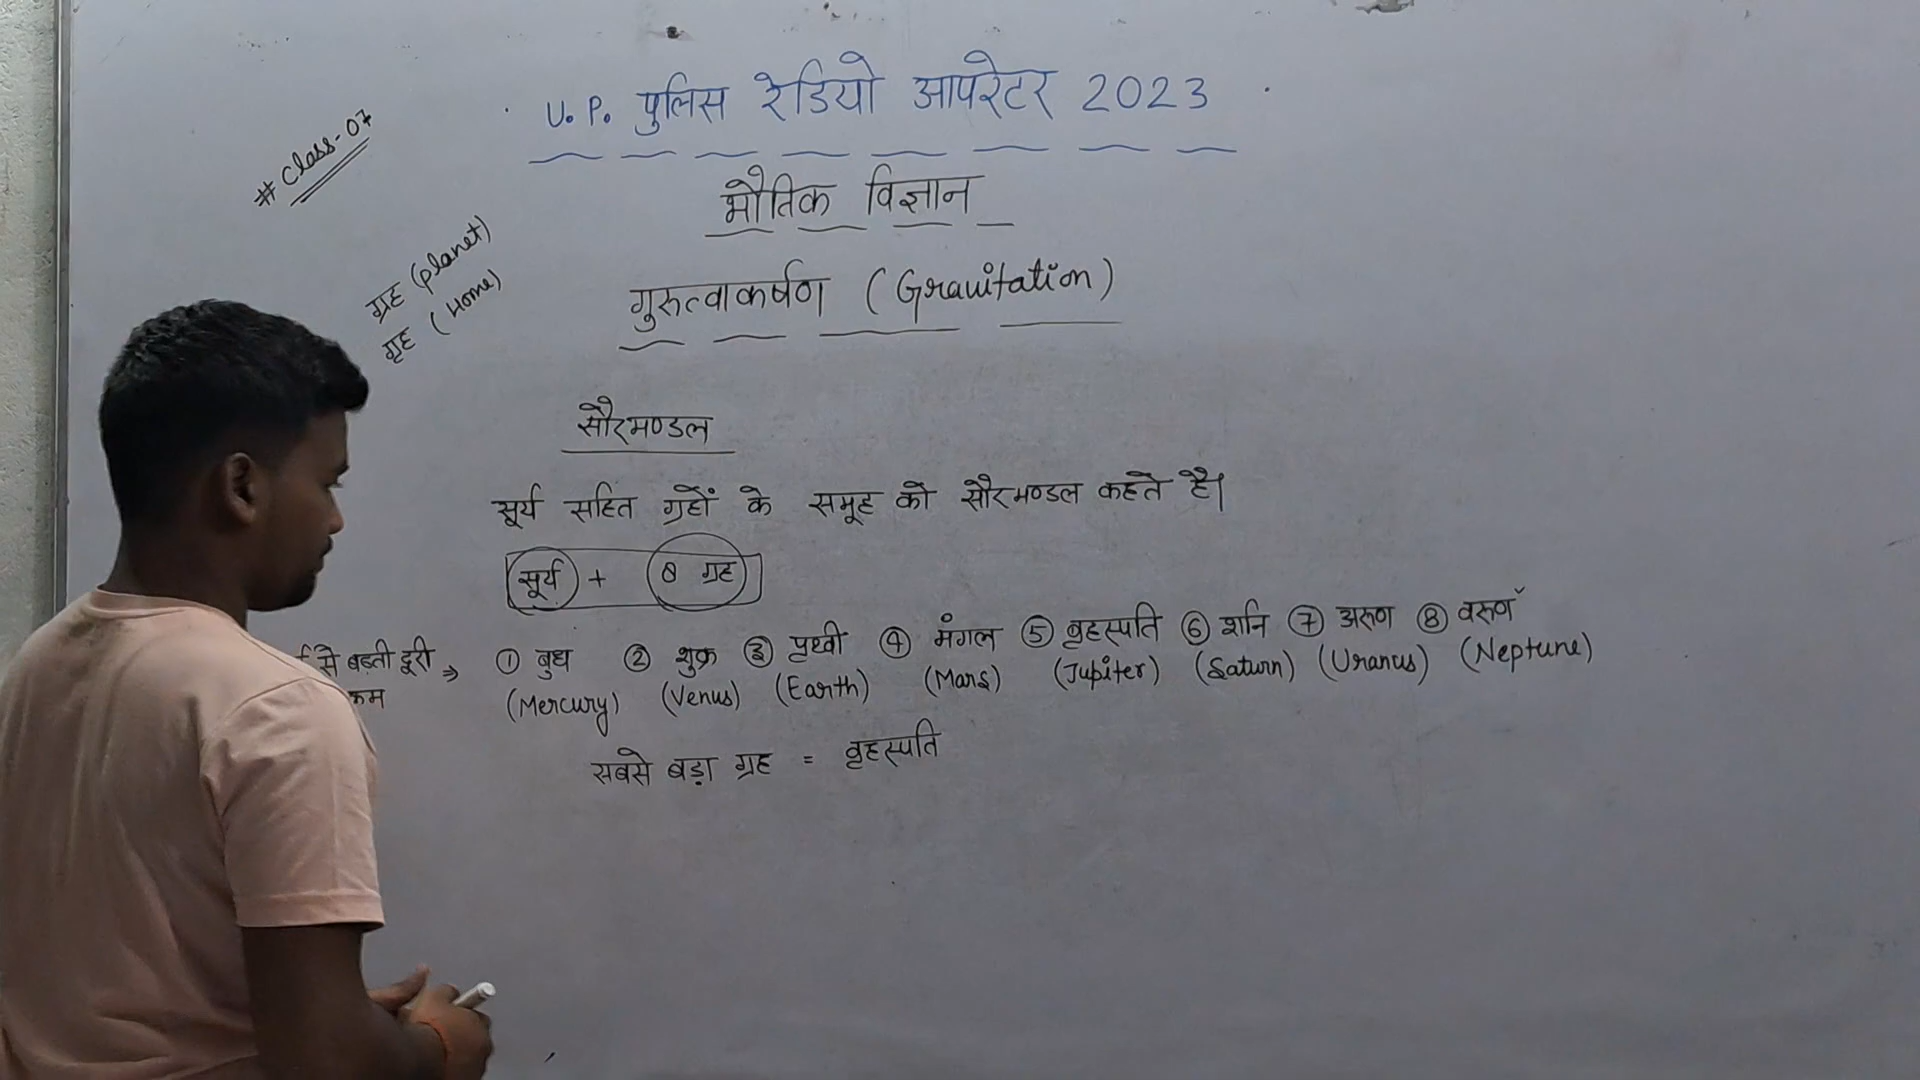 U. P. पुलिस रेडियो आपरेटर 2023
# Class-07
भौतिक विज्ञान
ग्रह (planet)
गृह (Home)
गुरुत्वाकर्षण (Gravitation)
सौरमण्डल
सूर्य सहित ग्रहों के समूह को सौरमण्डल कहते है।
सूर्य + 8 ग्रह
से बढ़ती दूरी ⇒ ① बुध ② शुक्र ③ पृथ्वी ④ मंगल ⑤ बृहस्पति ⑥ शनि ⑦ अरुण ⑧ वरुण
(Mercury) (Venus) (Earth) (Mars) (Jupiter) (Saturn) (Uranus) (Neptune)
सबसे बड़ा ग्रह = बृहस्पति